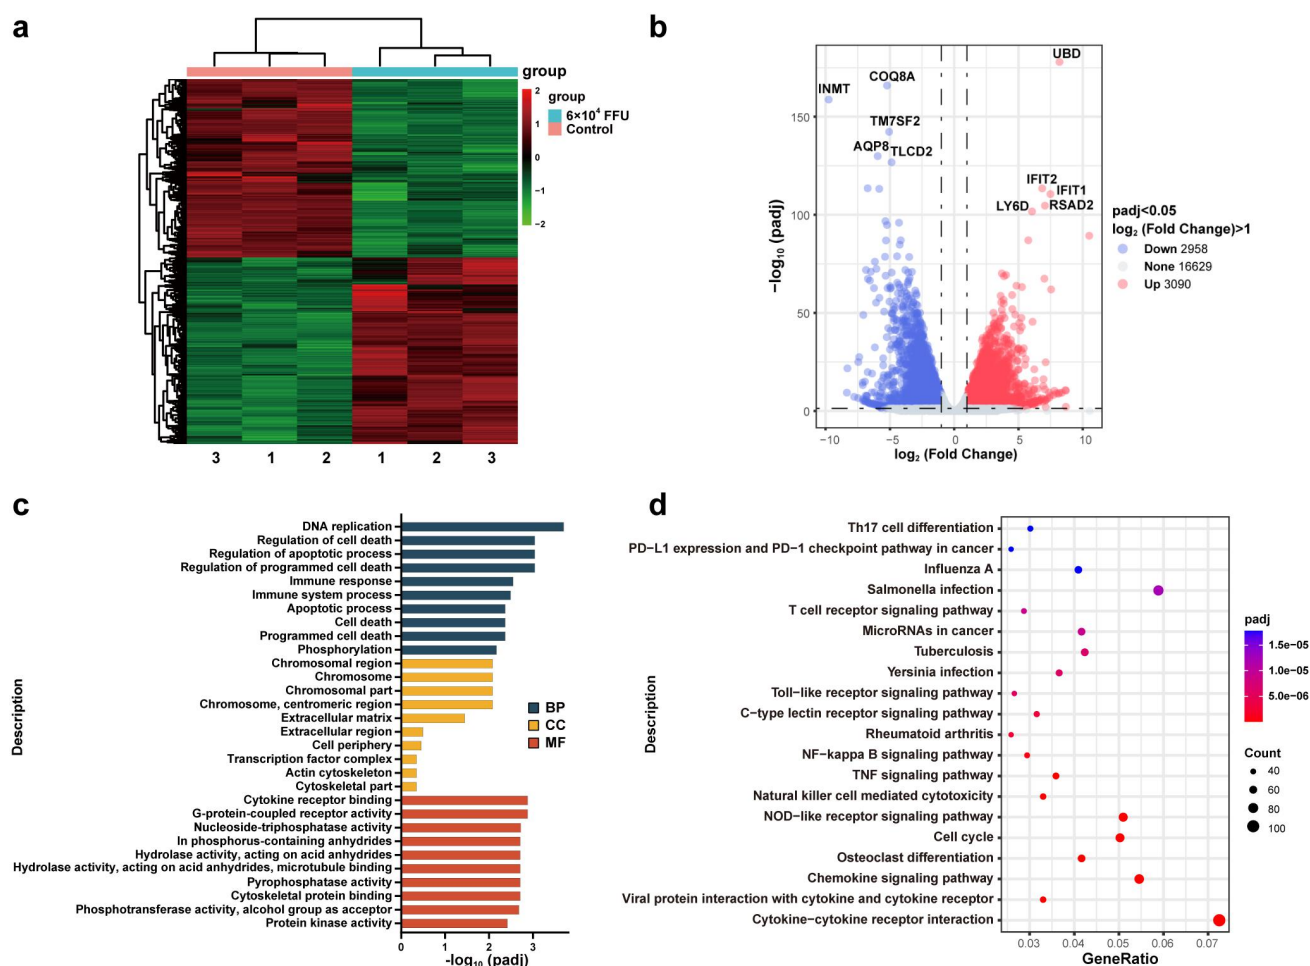 a
group
2
1
0
−1
−2
group
6×10⁴ FFU
Control
3 1 2 1 2 3
b
UBD
COQ8A
INMT
TM7SF2
AQP8 TLCD2
IFIT2
IFIT1
LY6D RSAD2
−log₁₀ (padj)
150
100
50
0
−10 −5 0 5 10
log₂ (Fold Change)
padj<0.05
log₂ (Fold Change)>1
Down 2958
None 16629
Up 3090
c
Description
DNA replication
Regulation of cell death
Regulation of apoptotic process
Regulation of programmed cell death
Immune response
Immune system process
Apoptotic process
Cell death
Programmed cell death
Phosphorylation
Chromosomal region
Chromosome
Chromosomal part
Chromosome, centromeric region
Extracellular matrix
Extracellular region
Cell periphery
Transcription factor complex
Actin cytoskeleton
Cytoskeletal part
Cytokine receptor binding
G-protein-coupled receptor activity
Nucleoside-triphosphatase activity
In phosphorus-containing anhydrides
Hydrolase activity, acting on acid anhydrides
Hydrolase activity, acting on acid anhydrides, microtubule binding
Pyrophosphatase activity
Cytoskeletal protein binding
Phosphotransferase activity, alcohol group as acceptor
Protein kinase activity
0 1 2 3
-log₁₀ (padj)
BP
CC
MF
d
Description
Th17 cell differentiation
PD−L1 expression and PD−1 checkpoint pathway in cancer
Influenza A
Salmonella infection
T cell receptor signaling pathway
MicroRNAs in cancer
Tuberculosis
Yersinia infection
Toll−like receptor signaling pathway
C−type lectin receptor signaling pathway
Rheumatoid arthritis
NF−kappa B signaling pathway
TNF signaling pathway
Natural killer cell mediated cytotoxicity
NOD−like receptor signaling pathway
Cell cycle
Osteoclast differentiation
Chemokine signaling pathway
Viral protein interaction with cytokine and cytokine receptor
Cytokine−cytokine receptor interaction
0.03 0.04 0.05 0.06 0.07
GeneRatio
padj
1.5e−05
1.0e−05
5.0e−06
Count
40
60
80
100